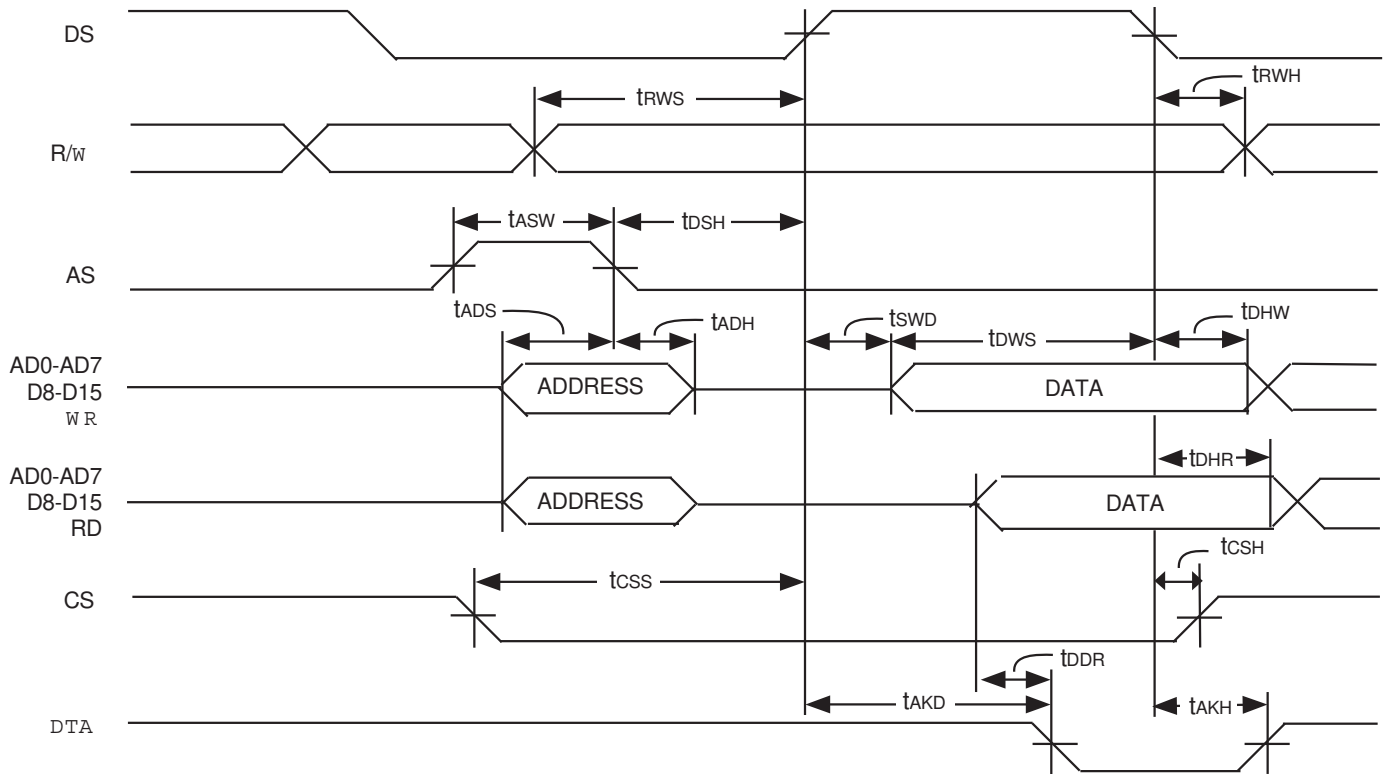 DS
tRWH
tRWS
R/W
tASW
tDSH
AS
tADS
tADH
tSWD
tDWS
tDHW
AD0-AD7
D8-D15
WR
ADDRESS
DATA
tDHR
AD0-AD7
D8-D15
RD
ADDRESS
DATA
tCSH
tCSS
CS
tDDR
tAKD
tAKH
DTA